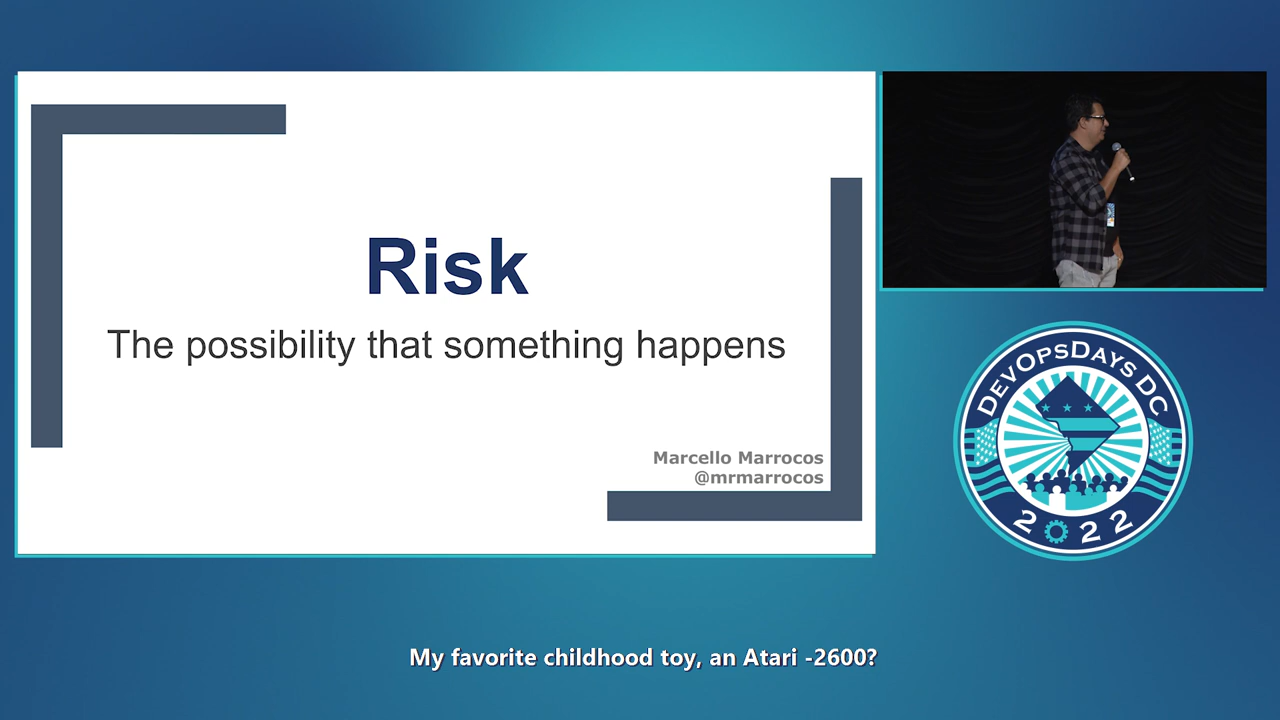 Risk
The possibility that something happens
Marcello Marrocos
@mrmarrocos
DEVOPSDAYS DC
2022
My favorite childhood toy, an Atari -2600?